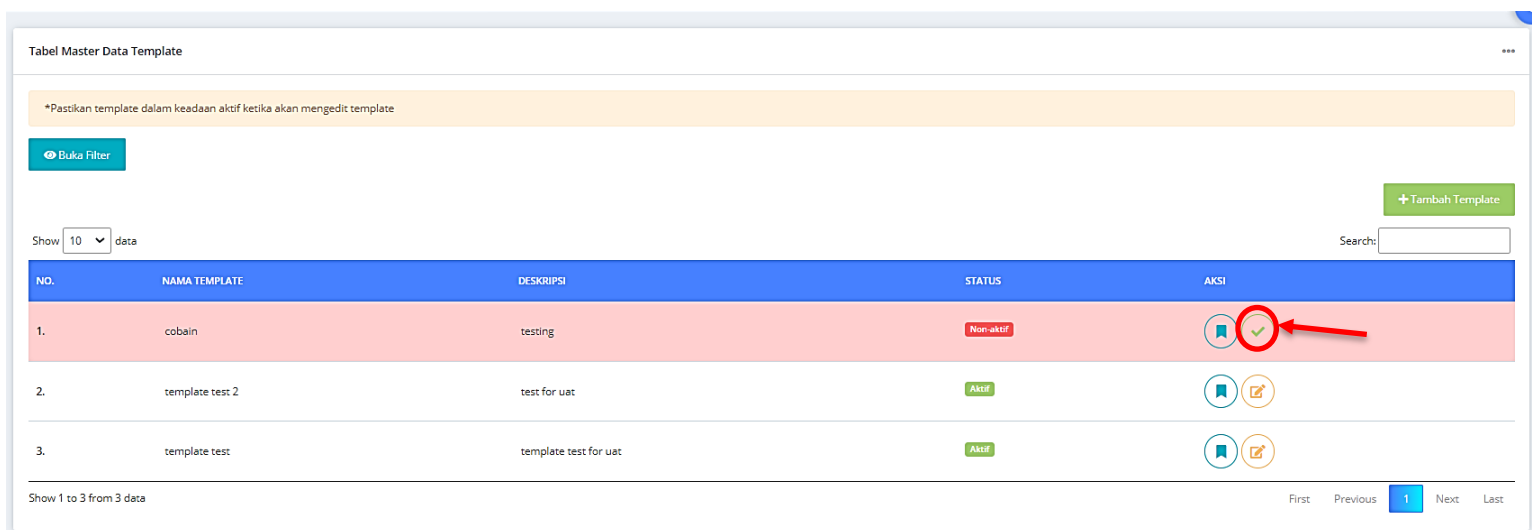 Tabel Master Data Template
*Pastikan template dalam keadaan aktif ketika akan mengedit template
Buka Filter
+Tambah Template
Show 10 data
Search:
NO. NAMA TEMPLATE DESKRIPSI STATUS AKSI
1. cobain testing Non-aktif
2. template test 2 test for uat Aktif
3. template test template test for uat Aktif
Show 1 to 3 from 3 data
First Previous 1 Next Last